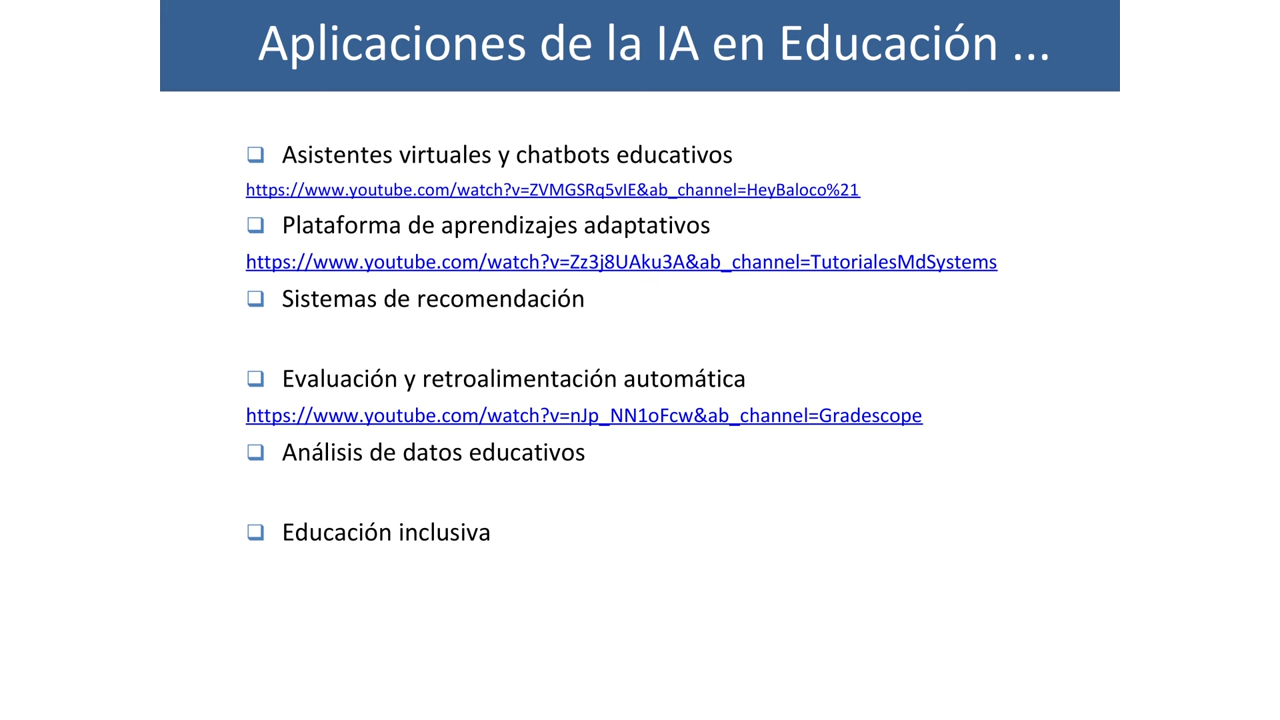 Aplicaciones de la IA en Educación ...
❑ Asistentes virtuales y chatbots educativos
https://www.youtube.com/watch?v=ZVMGSRq5vIE&ab_channel=HeyBaloco%21
❑ Plataforma de aprendizajes adaptativos
https://www.youtube.com/watch?v=Zz3j8UAku3A&ab_channel=TutorialesMdSystems
❑ Sistemas de recomendación
❑ Evaluación y retroalimentación automática
https://www.youtube.com/watch?v=nJp_NN1oFcw&ab_channel=Gradescope
❑ Análisis de datos educativos
❑ Educación inclusiva